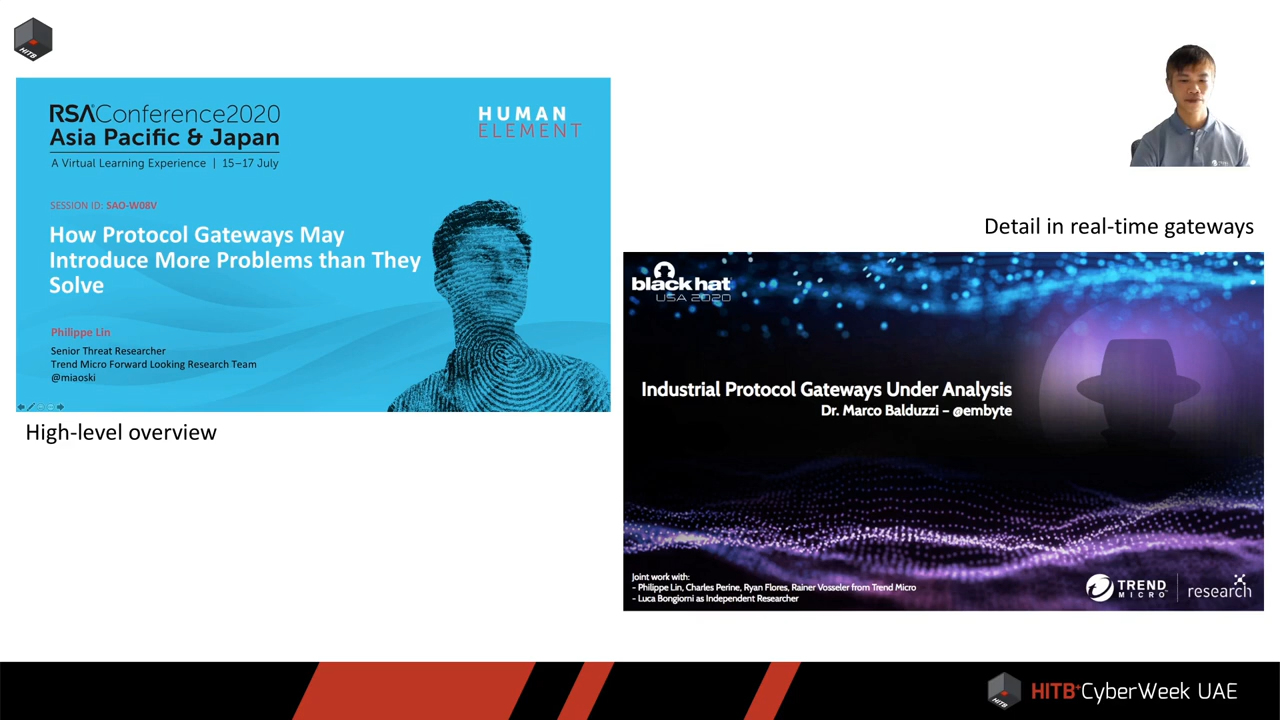 HITB
RSAConference2020
Asia Pacific & Japan
A Virtual Learning Experience | 15–17 July
HUMAN
ELEMENT
SESSION ID: SAO-W08V
How Protocol Gateways May
Introduce More Problems than They
Solve
Philippe Lin
Senior Threat Researcher
Trend Micro Forward Looking Research Team
@miaoski
High-level overview
TREND
Detail in real-time gateways
black hat
USA 2020
Industrial Protocol Gateways Under Analysis
Dr. Marco Balduzzi – @embyte
Joint work with:
- Philippe Lin, Charles Perine, Ryan Flores, Rainer Vosseler from Trend Micro
- Luca Bongiorni as Independent Researcher
TREND
MICRO
research
HITB
HITB+CyberWeek UAE